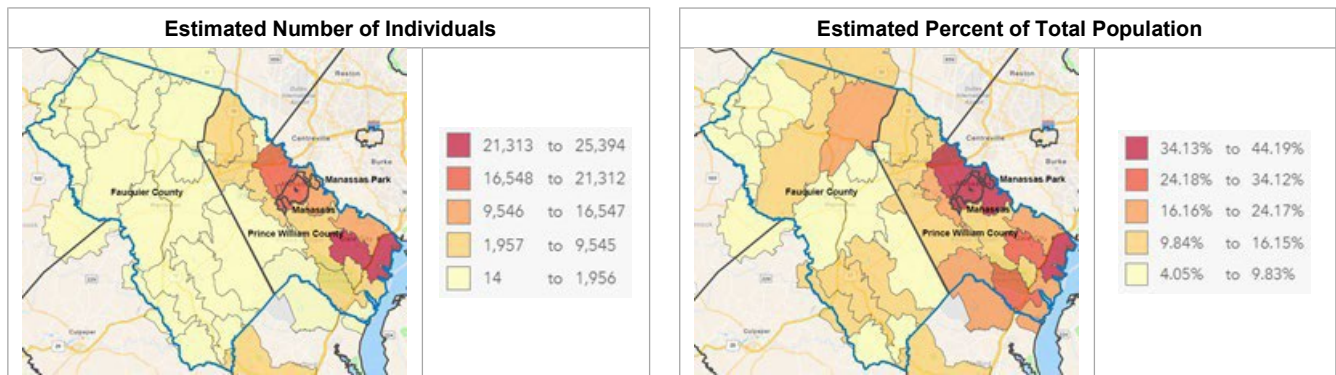 Estimated Number of Individuals
Reston
Centreville
Burke
Manassas Park
Fauquier County
Manassas
Prince William County
Culpeper
21,313 to 25,394
16,548 to 21,312
9,546 to 16,547
1,957 to 9,545
14 to 1,956
Estimated Percent of Total Population
Reston
Centreville
Burke
Manassas Park
Fauquier County
Manassas
Prince William County
Culpeper
34.13% to 44.19%
24.18% to 34.12%
16.16% to 24.17%
9.84% to 16.15%
4.05% to 9.83%